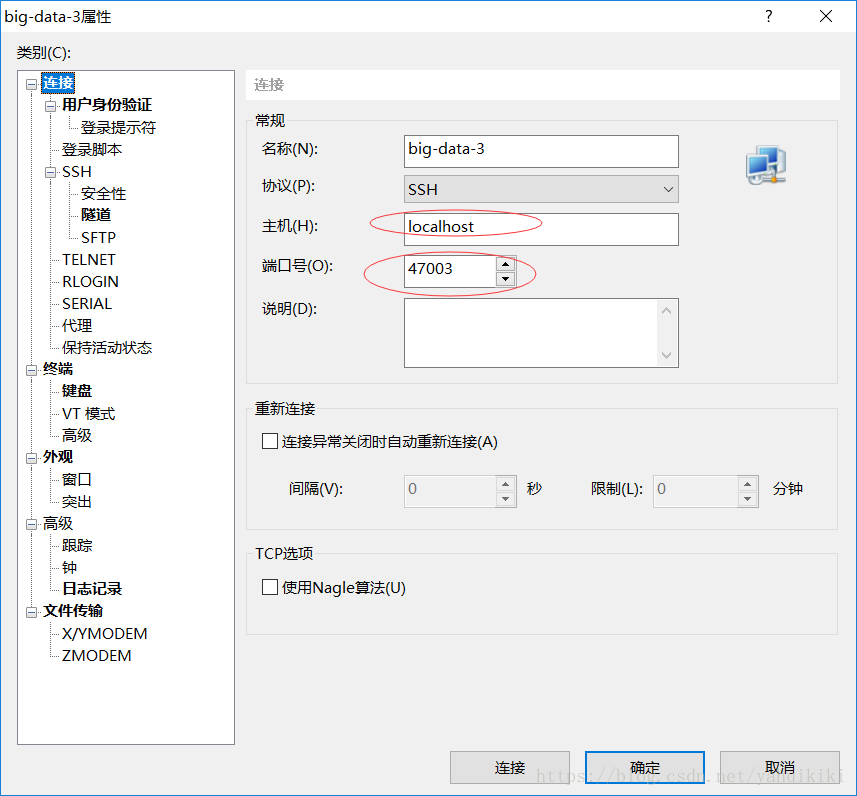 big-data-3属性
?
类别(C):
连接
用户身份验证
登录提示符
登录脚本
SSH
安全性
隧道
SFTP
TELNET
RLOGIN
SERIAL
代理
保持活动状态
终端
键盘
VT 模式
高级
外观
窗口
突出
高级
跟踪
钟
日志记录
文件传输
X/YMODEM
ZMODEM
连接
常规
名称(N): big-data-3
协议(P): SSH
主机(H): localhost
端口号(O): 47003
说明(D):
重新连接
连接异常关闭时自动重新连接(A)
间隔(V): 0 秒 限制(L): 0 分钟
TCP选项
使用Nagle算法(U)
连接 确定 取消
https://blog.csdn.net/yandikiki